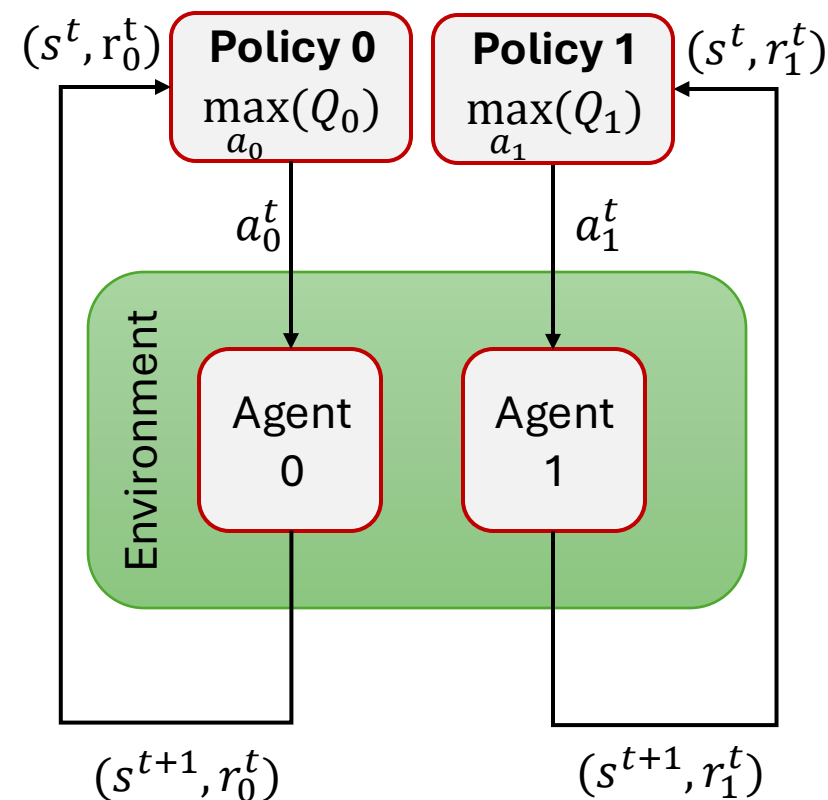 (s^t, r_0^t)
Policy 0
max(Q_0)
a_0
Policy 1
max(Q_1)
a_1
(s^t, r_1^t)
a_0^t
a_1^t
Environment
Agent
0
Agent
1
(s^{t+1}, r_0^t)
(s^{t+1}, r_1^t)